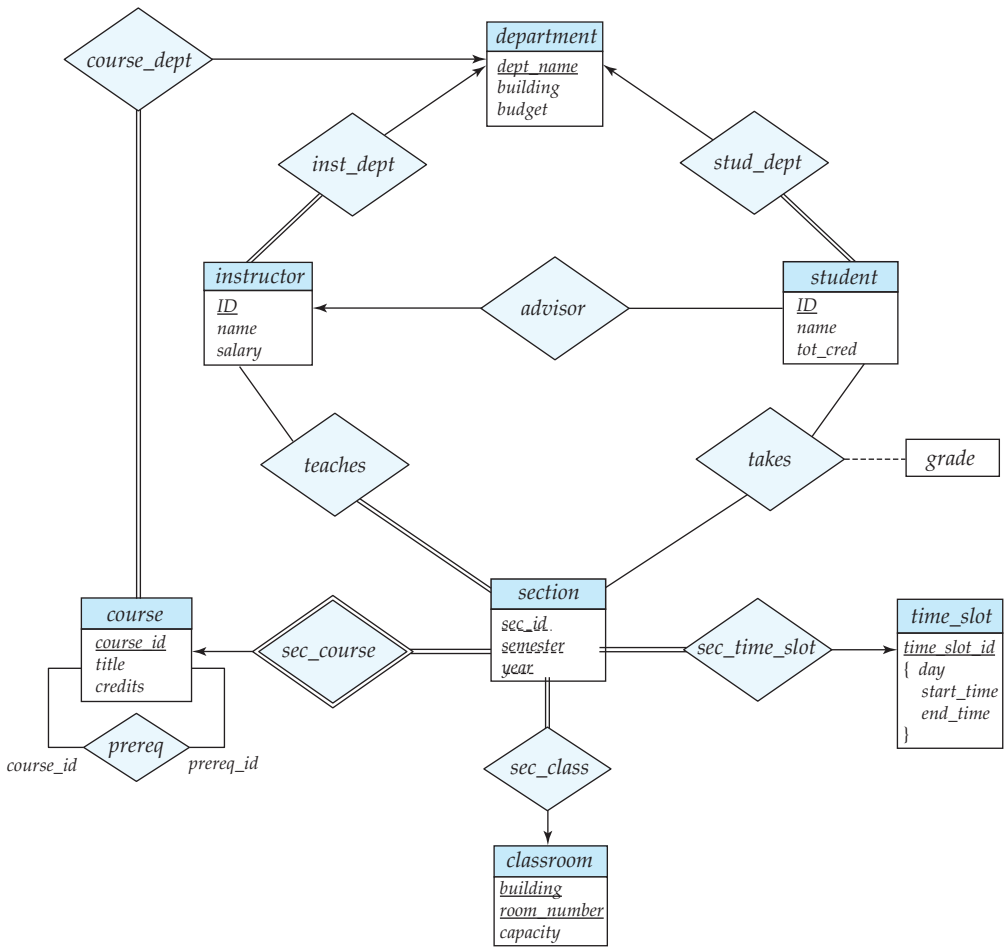 department
dept_name
building
budget
course_dept
inst_dept
stud_dept
instructor
ID
name
salary
advisor
student
ID
name
tot_cred
teaches
takes
grade
course
course_id
title
credits
sec_course
section
sec_id
semester
year
sec_time_slot
time_slot
time_slot_id
{ day
start_time
end_time
}
prereq
course_id
prereq_id
sec_class
classroom
building
room_number
capacity